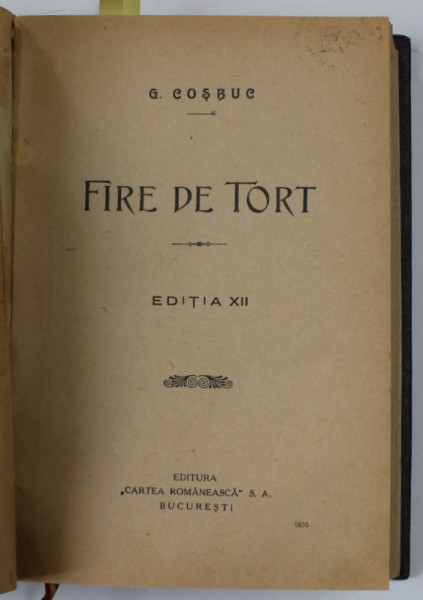 G. COȘBUC
FIRE DE TORT
EDIȚIA XII
EDITURA
„CARTEA ROMÂNEASCĂ" S. A.
BUCUREȘTI